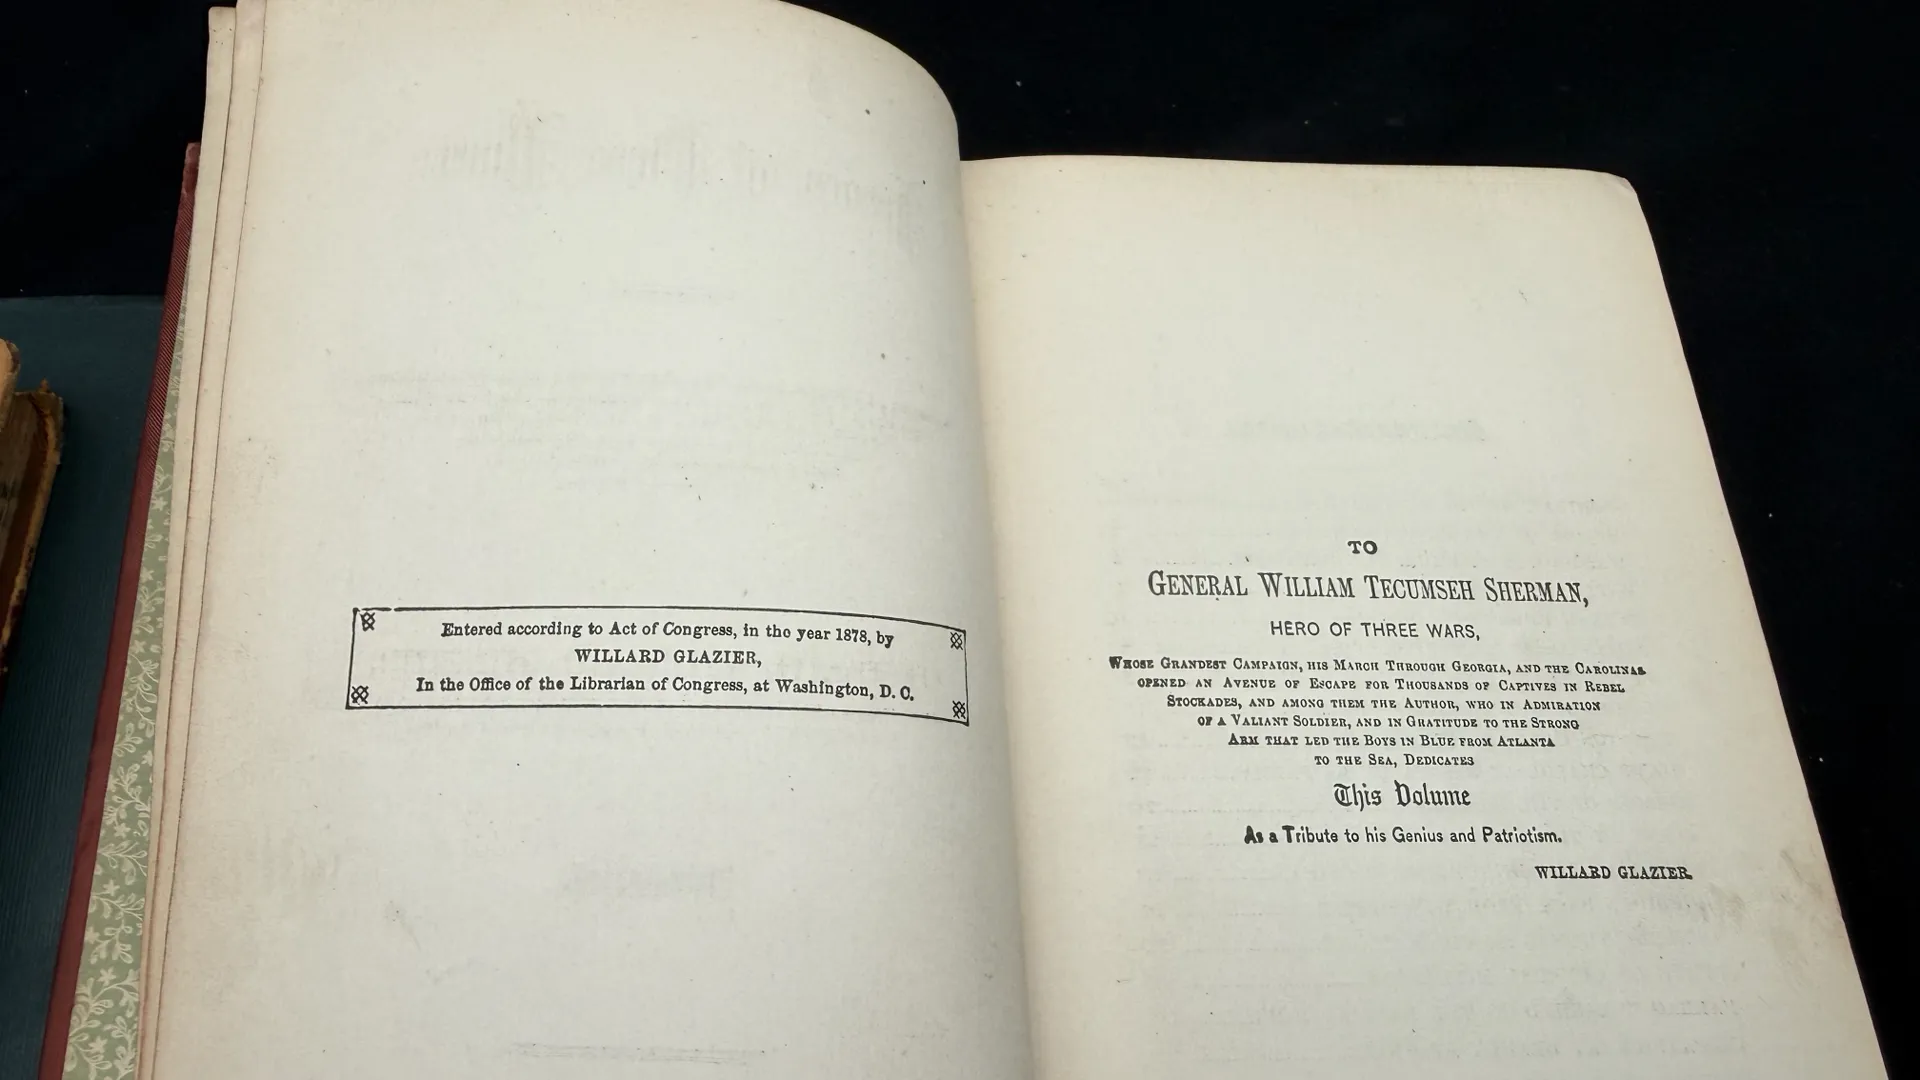 Entered according to Act of Congress, in the year 1878, by
WILLARD GLAZIER,
In the Office of the Librarian of Congress, at Washington, D. C.
TO
GENERAL WILLIAM TECUMSEH SHERMAN,
HERO OF THREE WARS,
WHOSE GRANDEST CAMPAIGN, HIS MARCH THROUGH GEORGIA, AND THE CAROLINAS
OPENED AN AVENUE OF ESCAPE FOR THOUSANDS OF CAPTIVES IN REBEL
STOCKADES, AND AMONG THEM THE AUTHOR, WHO IN ADMIRATION
OF A VALIANT SOLDIER, AND IN GRATITUDE TO THE STRONG
ARM THAT LED THE BOYS IN BLUE FROM ATLANTA
TO THE SEA, DEDICATES
This Volume
As a Tribute to his Genius and Patriotism.
WILLARD GLAZIER.